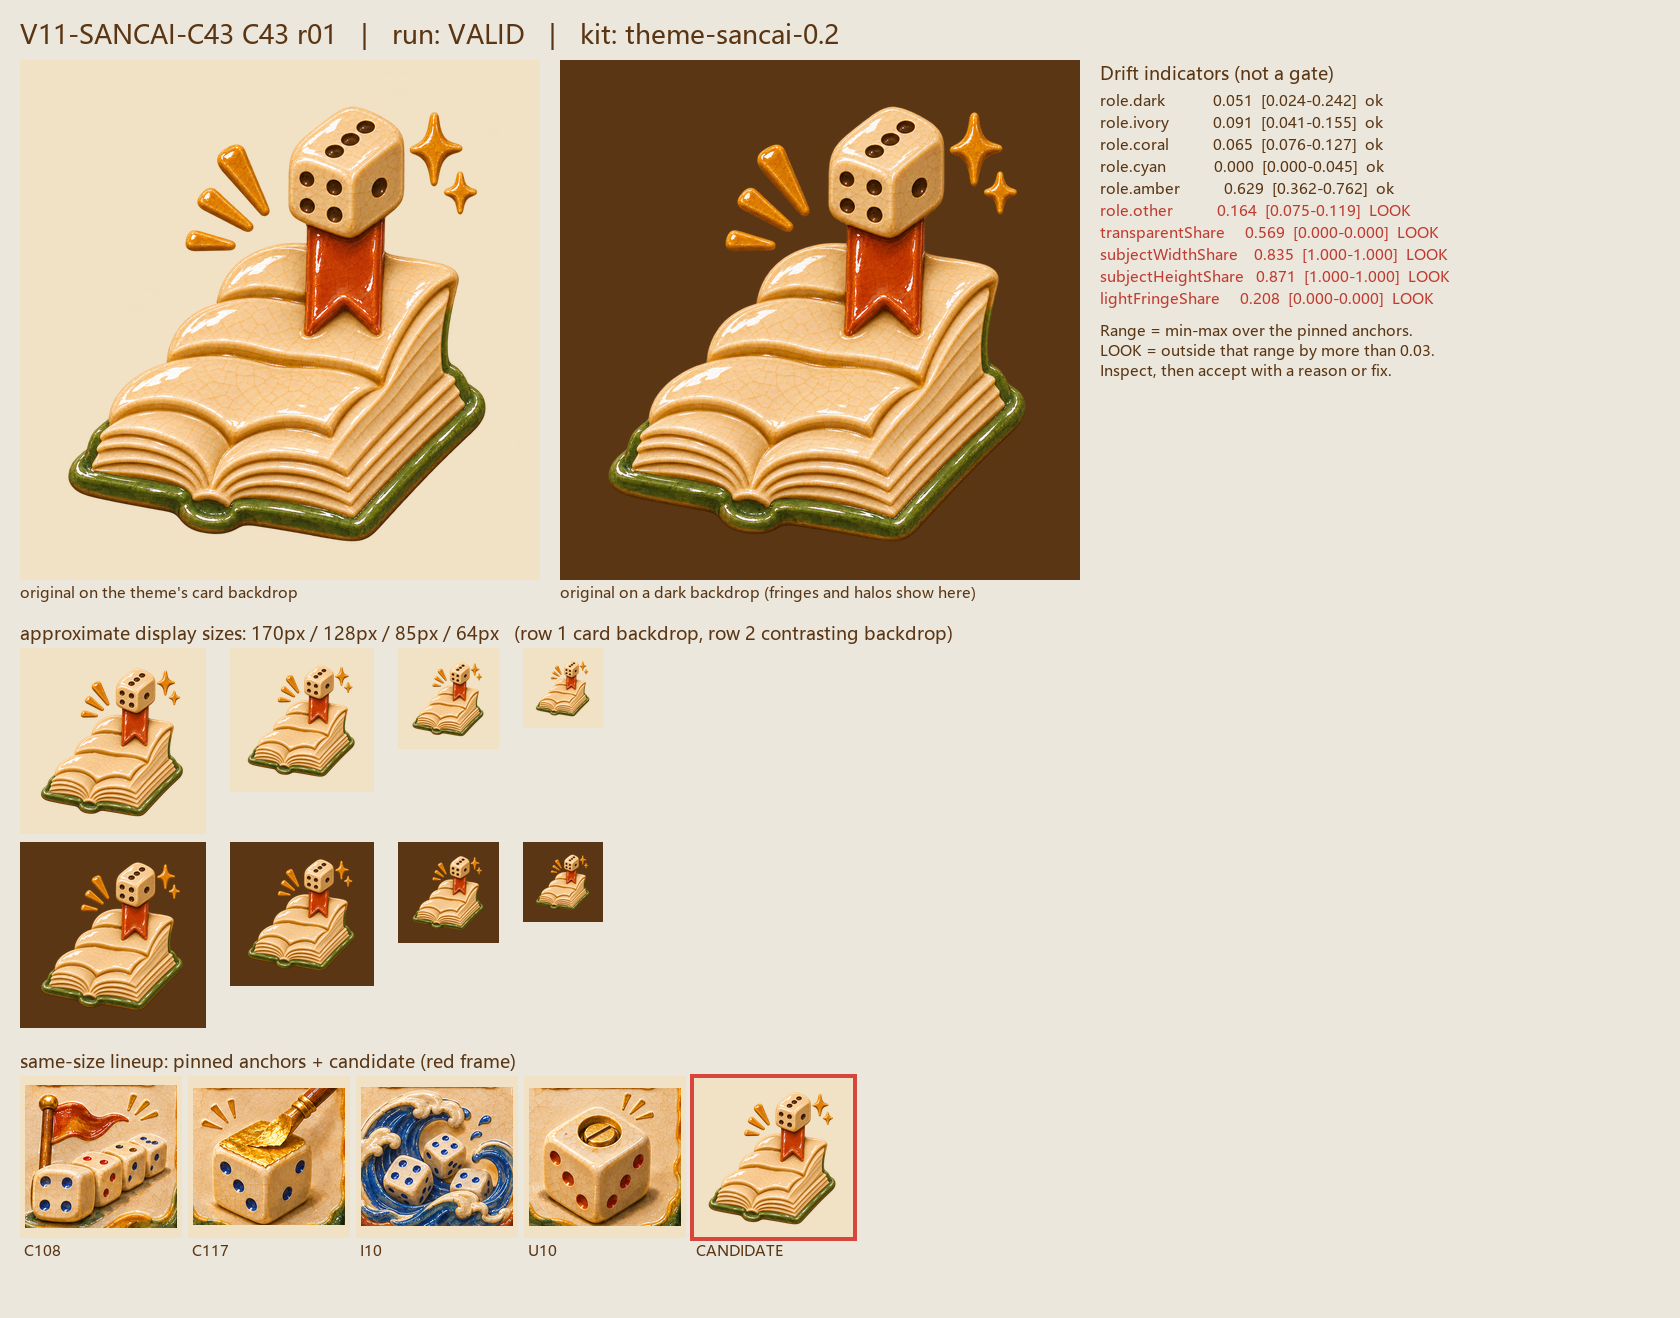 V11-SANCAI-C43 C43 r01 | run: VALID | kit: theme-sancai-0.2
Drift indicators (not a gate)
role.dark 0.051 [0.024-0.242] ok
role.ivory 0.091 [0.041-0.155] ok
role.coral 0.065 [0.076-0.127] ok
role.cyan 0.000 [0.000-0.045] ok
role.amber 0.629 [0.362-0.762] ok
role.other 0.164 [0.075-0.119] LOOK
transparentShare 0.569 [0.000-0.000] LOOK
subjectWidthShare 0.835 [1.000-1.000] LOOK
subjectHeightShare 0.871 [1.000-1.000] LOOK
lightFringeShare 0.208 [0.000-0.000] LOOK
Range = min-max over the pinned anchors.
LOOK = outside that range by more than 0.03.
Inspect, then accept with a reason or fix.
original on the theme's card backdrop
original on a dark backdrop (fringes and halos show here)
approximate display sizes: 170px / 128px / 85px / 64px (row 1 card backdrop, row 2 contrasting backdrop)
same-size lineup: pinned anchors + candidate (red frame)
C108
C117
I10
U10
CANDIDATE